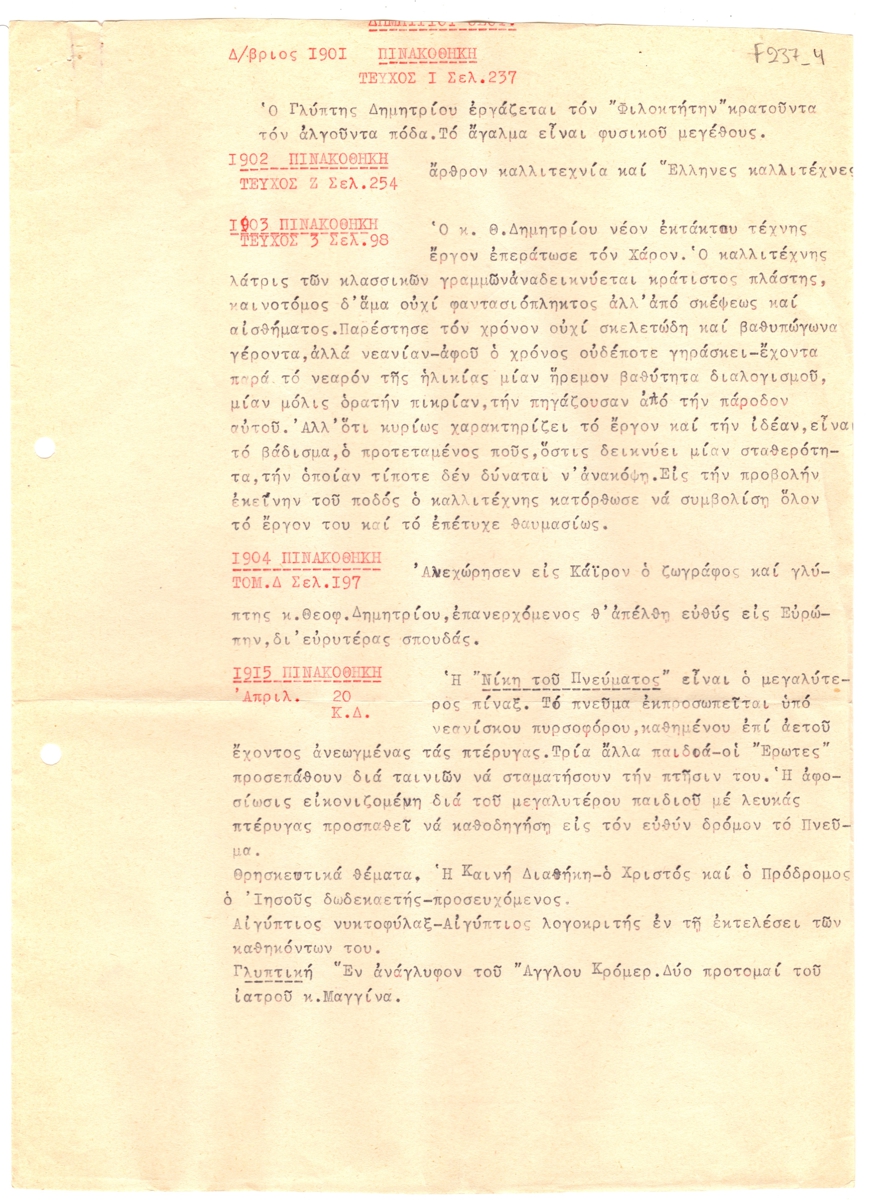 ΔΗΜΗΤΡΙΟΥ ΘΕΟΦ.
Δ/βριος 1901 ΠΙΝΑΚΟΘΗΚΗ F237_4
ΤΕΥΧΟΣ Ι Σελ.237
Ὁ Γλύπτης Δημητρίου ἐργάζεται τόν "Φιλοκτήτην"κρατοῦντα
τόν ἀλγοῦντα πόδα.Τό ἄγαλμα εἶναι φυσικοῦ μεγέθους.
1902 ΠΙΝΑΚΟΘΗΚΗ
ΤΕΥΧΟΣ Ζ Σελ.254 ἄρθρον καλλιτεχνία καί Ἕλληνες καλλιτέχνες
1903 ΠΙΝΑΚΟΘΗΚΗ Ὁ κ. Θ.Δημητρίου νέον ἐκτάκτου τέχνης
ΤΕΥΧΟΣ 3 Σελ.98 ἔργον ἐπεράτωσε τόν Χάρον.Ὁ καλλιτέχνης
λάτρις τῶν κλασσικῶν γραμμῶνἀναδεικνύεται κράτιστος πλάστης,
καινοτόμος δ'ἅμα οὐχί φαντασιόπληκτος ἀλλ'ἀπό σκέψεως καί
αἰσθήματος.Παρέστησε τόν χρόνον οὐχί σκελετώδη καί βαθυπώγωνα
γέροντα,ἀλλά νεανίαν-ἀφοῦ ὁ χρόνος οὐδέποτε γηράσκει-ἔχοντα
παρά τό νεαρόν τῆς ἡλικίας μίαν ἤρεμον βαθύτητα διαλογισμοῦ,
μίαν μόλις ὁρατήν πικρίαν,τήν πηγάζουσαν ἀπό τήν πάροδον
αὐτοῦ.Ἀλλ'ὅτι κυρίως χαρακτηρίζει τό ἔργον καί τήν ἰδέαν,εἶναι
τό βάδισμα,ὁ προτεταμένος ποῦς,ὅστις δεικνύει μίαν σταθερότη-
τα,τήν ὁποίαν τίποτε δέν δύναται ν'ἀνακόψη.Εἰς τήν προβολήν
ἐκείνην τοῦ ποδός ὁ καλλιτέχνης κατόρθωσε νά συμβολίση ὅλον
τό ἔργον του καί τό ἐπέτυχε θαυμασίως.
1904 ΠΙΝΑΚΟΘΗΚΗ
ΤΟΜ.Δ Σελ.197 Ἀνεχώρησεν εἰς Κάϊρον ὁ ζωγράφος καί γλύ-
πτης κ.Θεοφ.Δημητρίου,ἐπανερχόμενος θ'ἀπέλθη εὐθύς εἰς Εὐρώ-
πην,δι'εὐρυτέρας σπουδάς.
1915 ΠΙΝΑΚΟΘΗΚΗ Ἡ "Νίκη τοῦ Πνεύματος" εἶναι ὁ μεγαλύτε-
Ἀπριλ. 20 ρος πίναξ. Τό πνεῦμα ἐκπροσωπεῖται ὑπό
Κ.Δ. νεανίσκου πυρσοφόρου,καθημένου ἐπί ἀετοῦ
ἔχοντος ἀνεωγμένας τάς πτέρυγας.Τρία ἄλλα παιδιά-οἱ "Ἔρωτες"
προσεπάθουν διά ταινιῶν νά σταματήσουν τήν πτῆσιν του.Ἡ ἀφο-
σίωσις εἰκονιζομένη διά τοῦ μεγαλυτέρου παιδιοῦ μέ λευκάς
πτέρυγας προσπαθεῖ νά καθοδηγήση εἰς τόν εὐθύν δρόμον τό Πνεῦ-
μα.
Θρησκευτικά θέματα. Ἡ Καινή Διαθήκη-ὁ Χριστός καί ὁ Πρόδρομος
ὁ Ἰησοῦς δωδεκαετής-προσευχόμενος.
Αἰγύπτιος νυκτοφύλαξ-Αἰγύπτιος λογοκριτής ἐν τῇ ἐκτελέσει τῶν
καθηκόντων του.
Γλυπτική Ἕν ἀνάγλυφον τοῦ Ἄγγλου Κρόμερ.Δύο προτομαί τοῦ
ἰατροῦ κ.Μαγγίνα.